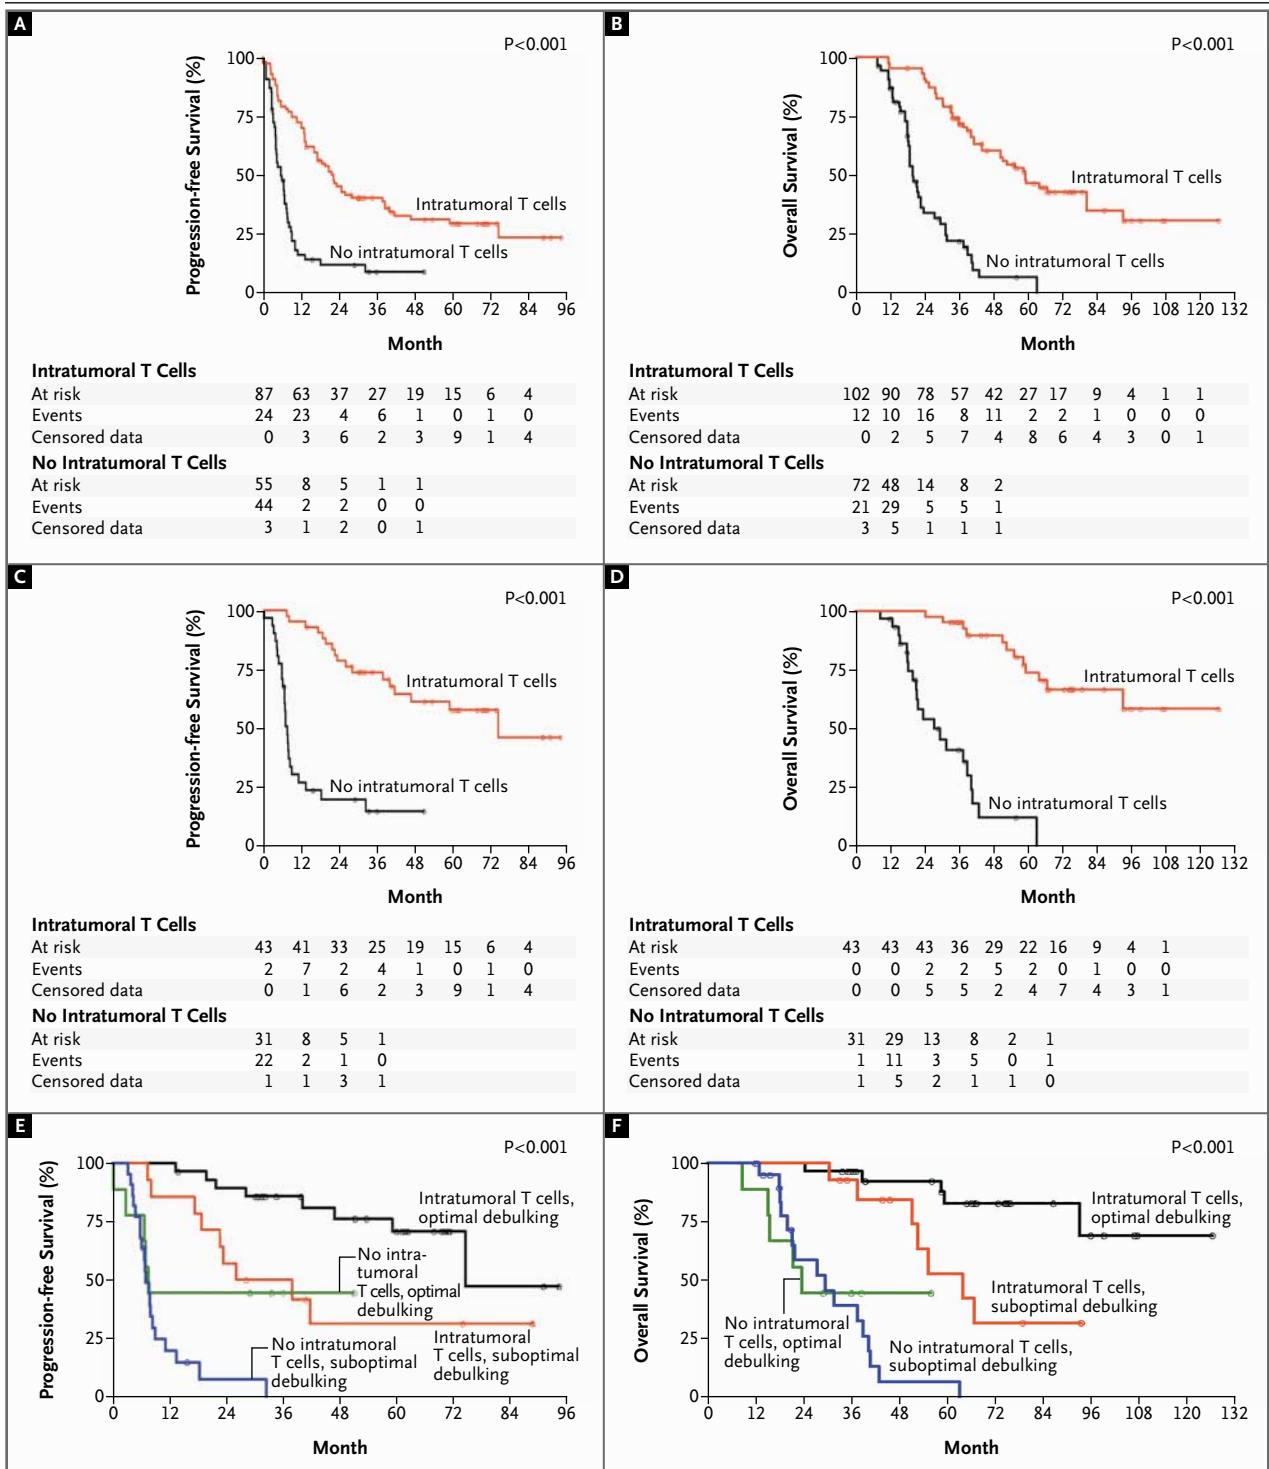 A
P<0.001
Progression-free Survival (%)
100
75
50
25
0
Intratumoral T cells
No intratumoral T cells
0 12 24 36 48 60 72 84 96
Month
Intratumoral T Cells
At risk 87 63 37 27 19 15 6 4
Events 24 23 4 6 1 0 1 0
Censored data 0 3 6 2 3 9 1 4
No Intratumoral T Cells
At risk 55 8 5 1 1
Events 44 2 2 0 0
Censored data 3 1 2 0 1
B
P<0.001
Overall Survival (%)
100
75
50
25
0
Intratumoral T cells
No intratumoral T cells
0 12 24 36 48 60 72 84 96 108 120 132
Month
Intratumoral T Cells
At risk 102 90 78 57 42 27 17 9 4 1 1
Events 12 10 16 8 11 2 2 1 0 0 0
Censored data 0 2 5 7 4 8 6 4 3 0 1
No Intratumoral T Cells
At risk 72 48 14 8 2
Events 21 29 5 5 1
Censored data 3 5 1 1 1
C
P<0.001
Progression-free Survival (%)
100
75
50
25
0
Intratumoral T cells
No intratumoral T cells
0 12 24 36 48 60 72 84 96
Month
Intratumoral T Cells
At risk 43 41 33 25 19 15 6 4
Events 2 7 2 4 1 0 1 0
Censored data 0 1 6 2 3 9 1 4
No Intratumoral T Cells
At risk 31 8 5 1
Events 22 2 1 0
Censored data 1 1 3 1
D
P<0.001
Overall Survival (%)
100
75
50
25
0
Intratumoral T cells
No intratumoral T cells
0 12 24 36 48 60 72 84 96 108 120 132
Month
Intratumoral T Cells
At risk 43 43 43 36 29 22 16 9 4 1
Events 0 0 2 2 5 2 0 1 0 0
Censored data 0 0 5 5 2 4 7 4 3 1
No Intratumoral T Cells
At risk 31 29 13 8 2 1
Events 1 11 3 5 0 1
Censored data 1 5 2 1 1 0
E
P<0.001
Progression-free Survival (%)
100
75
50
25
0
Intratumoral T cells,
optimal debulking
No intra-
tumoral
T cells, optimal
debulking
No intratumoral
T cells, suboptimal
debulking
Intratumoral
T cells, suboptimal
debulking
0 12 24 36 48 60 72 84 96
Month
F
P<0.001
Overall Survival (%)
100
75
50
25
0
Intratumoral T cells,
optimal debulking
Intratumoral T cells,
suboptimal debulking
No intratumoral
T cells, optimal
debulking
No intratumoral T cells,
suboptimal debulking
0 12 24 36 48 60 72 84 96 108 120 132
Month